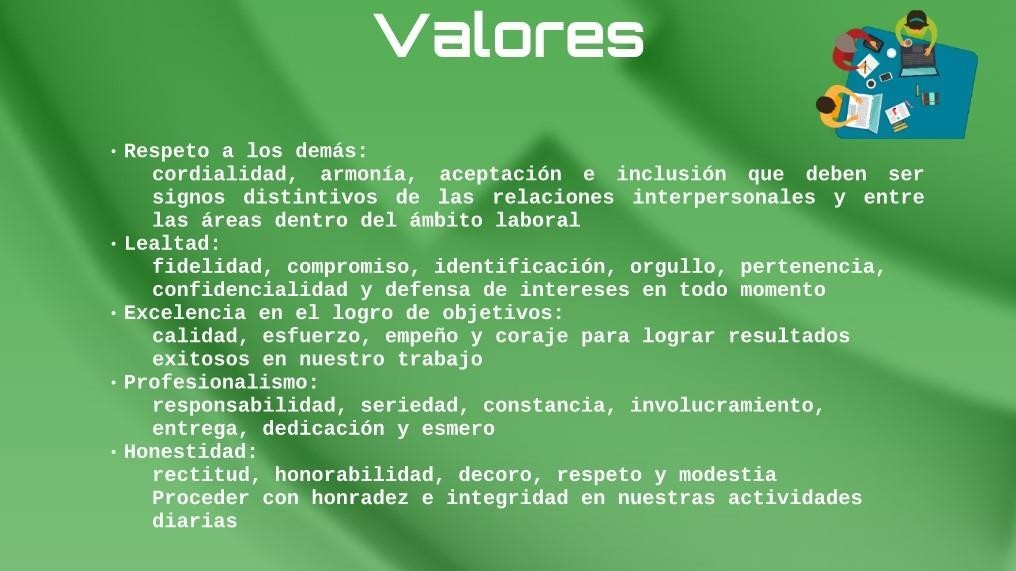 Valores
• Respeto a los demás:
cordialidad, armonía, aceptación e inclusión que deben ser
signos distintivos de las relaciones interpersonales y entre
las áreas dentro del ámbito laboral
• Lealtad:
fidelidad, compromiso, identificación, orgullo, pertenencia,
confidencialidad y defensa de intereses en todo momento
• Excelencia en el logro de objetivos:
calidad, esfuerzo, empeño y coraje para lograr resultados
exitosos en nuestro trabajo
• Profesionalismo:
responsabilidad, seriedad, constancia, involucramiento,
entrega, dedicación y esmero
• Honestidad:
rectitud, honorabilidad, decoro, respeto y modestia
Proceder con honradez e integridad en nuestras actividades
diarias